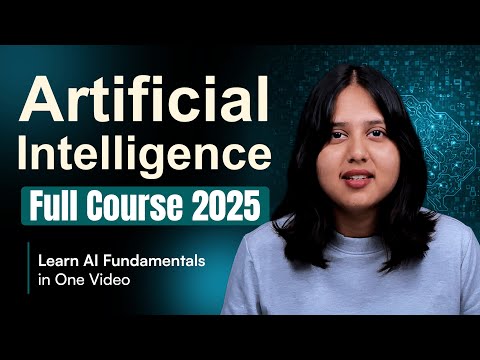 Artificial
Intelligence
Full Course 2025
Learn AI Fundamentals
in One Video